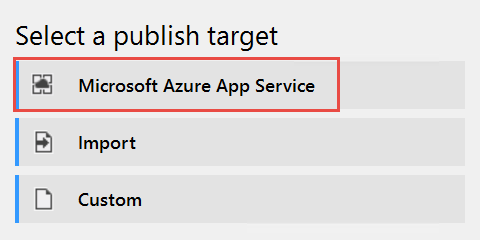 Select a publish target
Microsoft Azure App Service
Import
Custom